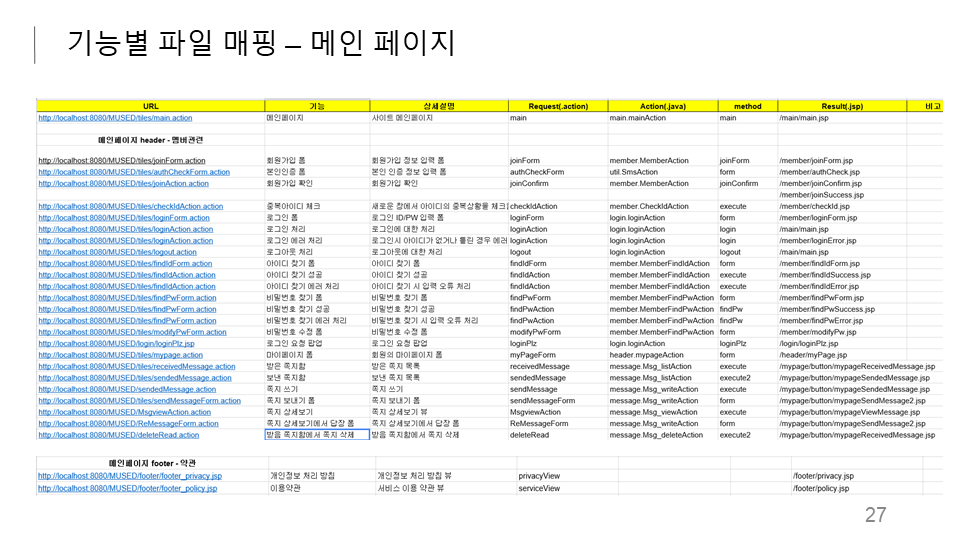 기능별 파일 매핑 – 메인 페이지
URL 기능 상세설명 Request(.action) Action(.java) method Result(.jsp) 비고
http://localhost:8080/MUSED/tiles/main.action 메인페이지 사이트 메인페이지 main main.mainAction main /main/main.jsp
메인페이지 header - 멤버관련
http://localhost:8080/MUSED/tiles/joinForm.action 회원가입 폼 회원가입 정보 입력 폼 joinForm member.MemberAction joinForm /member/joinForm.jsp
http://localhost:8080/MUSED/tiles/authCheckForm.action 본인인증 폼 본인 인증 정보 입력 폼 authCheckForm util.SmsAction form /member/authCheck.jsp
http://localhost:8080/MUSED/tiles/joinAction.action 회원가입 확인 회원가입 확인 joinConfirm member.MemberAction joinConfirm /member/joinConfirm.jsp
/member/joinSuccess.jsp
http://localhost:8080/MUSED/tiles/checkIdAction.action 중복아이디 체크 새로운 창에서 아이디의 중복상황을 체크 checkIdAction member.CheckIdAction execute /member/checkId.jsp
http://localhost:8080/MUSED/tiles/loginForm.action 로그인 폼 로그인 ID/PW 입력 폼 loginForm login.loginAction form /member/loginForm.jsp
http://localhost:8080/MUSED/tiles/loginAction.action 로그인 처리 로그인에 대한 처리 loginAction login.loginAction login /main/main.jsp
http://localhost:8080/MUSED/tiles/loginAction.action 로그인 에러 처리 로그인시 아이디가 없거나 틀린 경우 에러 loginAction login.loginAction login /member/loginError.jsp
http://localhost:8080/MUSED/tiles/logout.action 로그아웃 처리 로그아웃에 대한 처리 logout login.loginAction logout /main/main.jsp
http://localhost:8080/MUSED/tiles/findIdForm.action 아이디 찾기 폼 아이디 찾기 폼 findIdForm member.MemberFindIdAction form /member/findIdForm.jsp
http://localhost:8080/MUSED/tiles/findIdAction.action 아이디 찾기 성공 아이디 찾기 성공 findIdAction member.MemberFindIdAction execute /member/findIdSuccess.jsp
http://localhost:8080/MUSED/tiles/findIdAction.action 아이디 찾기 에러 처리 아이디 찾기 시 입력 오류 처리 findIdAction member.MemberFindIdAction execute /member/findIdError.jsp
http://localhost:8080/MUSED/tiles/findPwForm.action 비밀번호 찾기 폼 비밀번호 찾기 폼 findPwForm member.MemberFindPwAction form /member/findPwForm.jsp
http://localhost:8080/MUSED/tiles/findPwForm.action 비밀번호 찾기 성공 비밀번호 찾기 성공 findPwAction member.MemberFindPwAction findPw /member/findPwSuccess.jsp
http://localhost:8080/MUSED/tiles/findPwForm.action 비밀번호 찾기 에러 처리 비밀번호 찾기 시 입력 오류 처리 findPwAction member.MemberFindPwAction findPw /member/findPwError.jsp
http://localhost:8080/MUSED/tiles/modifyPwForm.action 비밀번호 수정 폼 비밀번호 수정 폼 modifyPwForm member.MemberFindPwAction form /member/modifyPw.jsp
http://localhost:8080/MUSED/login/loginPlz.jsp 로그인 요청 팝업 로그인 요청 팝업 loginPlz login.loginAction loginPlz /login/loginPlz.jsp
http://localhost:8080/MUSED/tiles/mypage.action 마이페이지 폼 회원의 마이페이지 폼 myPageForm header.mypageAction form /header/myPage.jsp
http://localhost:8080/MUSED/tiles/receivedMessage.action 받은 쪽지함 받은 쪽지 목록 receivedMessage message.Msg_listAction execute /mypage/button/mypageReceivedMessage.jsp
http://localhost:8080/MUSED/tiles/sendedMessage.action 보낸 쪽지함 보낸 쪽지 목록 sendedMessage message.Msg_listAction execute2 /mypage/button/mypageSendedMessage.jsp
http://localhost:8080/MUSED/sendedMessage.action 쪽지 쓰기 쪽지 쓰기 sendMessage message.Msg_writeAction execute /mypage/button/mypageSendedMessage.jsp
http://localhost:8080/MUSED/tiles/sendMessageForm.action 쪽지 보내기 폼 쪽지 보내기 폼 sendMessageForm message.Msg_writeAction form /mypage/button/mypageSendMessage2.jsp
http://localhost:8080/MUSED/MsgviewAction.action 쪽지 상세보기 쪽지 상세보기 뷰 MsgviewAction message.Msg_viewAction execute /mypage/button/mypageViewMessage.jsp
http://localhost:8080/MUSED/ReMessageForm.action 쪽지 상세보기에서 답장 폼 쪽지 상세보기에서 답장 폼 ReMessageForm message.Msg_writeAction form /mypage/button/mypageSendMessage2.jsp
http://localhost:8080/MUSED/deleteRead.action 받음 쪽지함에서 쪽지 삭제 받음 쪽지함에서 쪽지 삭제 deleteRead message.Msg_deleteAction execute2 /mypage/button/mypageReceivedMessage.jsp
메인페이지 footer - 약관
http://localhost:8080/MUSED/footer/footer_privacy.jsp 개인정보 처리 방침 개인정보 처리 방침 뷰 privacyView /footer/privacy.jsp
http://localhost:8080/MUSED/footer/footer_policy.jsp 이용약관 서비스 이용 약관 뷰 serviceView /footer/policy.jsp
27